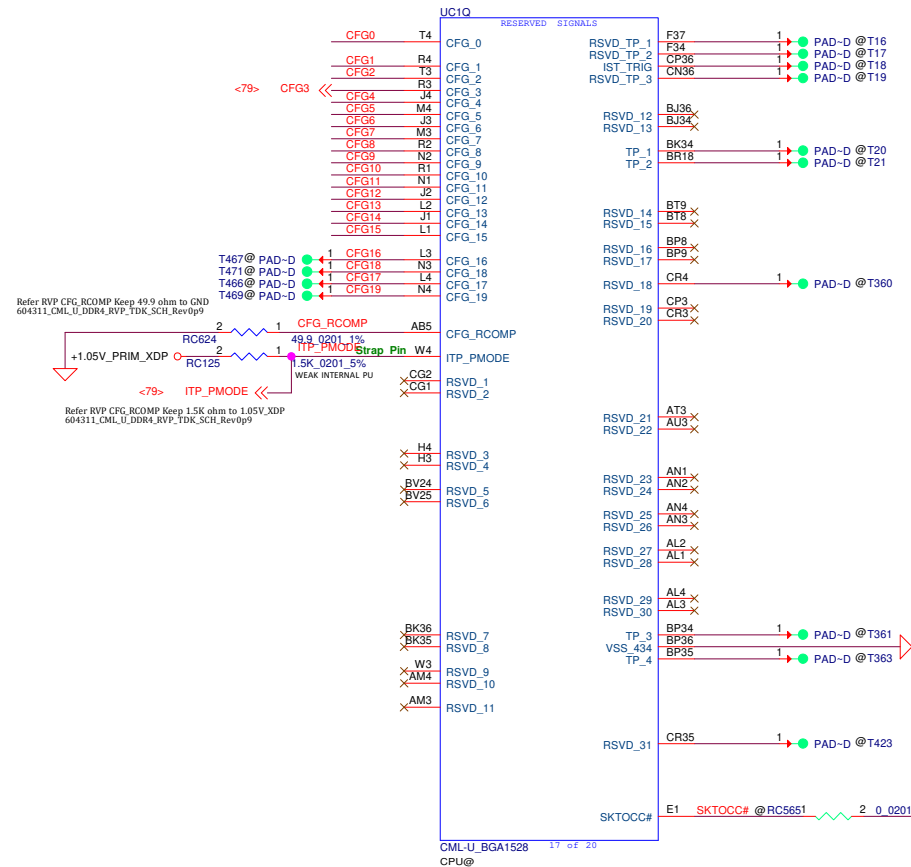 UC1Q
RESERVED SIGNALS
CFG0 T4 CFG_0
CFG1 R4 CFG_1
CFG2 T3 CFG_2
<79> CFG3 R3 CFG_3
CFG4 J4 CFG_4
CFG5 M4 CFG_5
CFG6 J3 CFG_6
CFG7 M3 CFG_7
CFG8 R2 CFG_8
CFG9 N2 CFG_9
CFG10 R1 CFG_10
CFG11 N1 CFG_11
CFG12 J2 CFG_12
CFG13 L2 CFG_13
CFG14 J1 CFG_14
CFG15 L1 CFG_15
T467@ PAD~D 1 CFG16 L3 CFG_16
T471@ PAD~D 1 CFG18 N3 CFG_18
T466@ PAD~D 1 CFG17 L4 CFG_17
T469@ PAD~D 1 CFG19 N4 CFG_19
Refer RVP CFG_RCOMP Keep 49.9 ohm to GND
604311_CML_U_DDR4_RVP_TDK_SCH_Rev0p9
2 1 CFG_RCOMP AB5 CFG_RCOMP
RC624 49.9_0201_1%
+1.05V_PRIM_XDP 2 1 ITP_PMODE Strap Pin W4 ITP_PMODE
RC125 1.5K_0201_5%
WEAK INTERNAL PU
<79> ITP_PMODE
Refer RVP CFG_RCOMP Keep 1.5K ohm to 1.05V_XDP
604311_CML_U_DDR4_RVP_TDK_SCH_Rev0p9
CG2 RSVD_1
CG1 RSVD_2
H4 RSVD_3
H3 RSVD_4
BV24 RSVD_5
BV25 RSVD_6
BK36 RSVD_7
BK35 RSVD_8
W3 RSVD_9
AM4 RSVD_10
AM3 RSVD_11
RSVD_TP_1 F37 1 PAD~D @T16
RSVD_TP_2 F34 1 PAD~D @T17
IST_TRIG CP36 1 PAD~D @T18
RSVD_TP_3 CN36 1 PAD~D @T19
RSVD_12 BJ36
RSVD_13 BJ34
TP_1 BK34 1 PAD~D @T20
TP_2 BR18 1 PAD~D @T21
RSVD_14 BT9
RSVD_15 BT8
RSVD_16 BP8
RSVD_17 BP9
RSVD_18 CR4 1 PAD~D @T360
RSVD_19 CP3
RSVD_20 CR3
RSVD_21 AT3
RSVD_22 AU3
RSVD_23 AN1
RSVD_24 AN2
RSVD_25 AN4
RSVD_26 AN3
RSVD_27 AL2
RSVD_28 AL1
RSVD_29 AL4
RSVD_30 AL3
TP_3 BP34 1 PAD~D @T361
VSS_434 BP36
TP_4 BP35 1 PAD~D @T363
RSVD_31 CR35 1 PAD~D @T423
SKTOCC# E1 SKTOCC# @RC565 1 2 0_0201
CML-U_BGA1528 17 of 20
CPU@